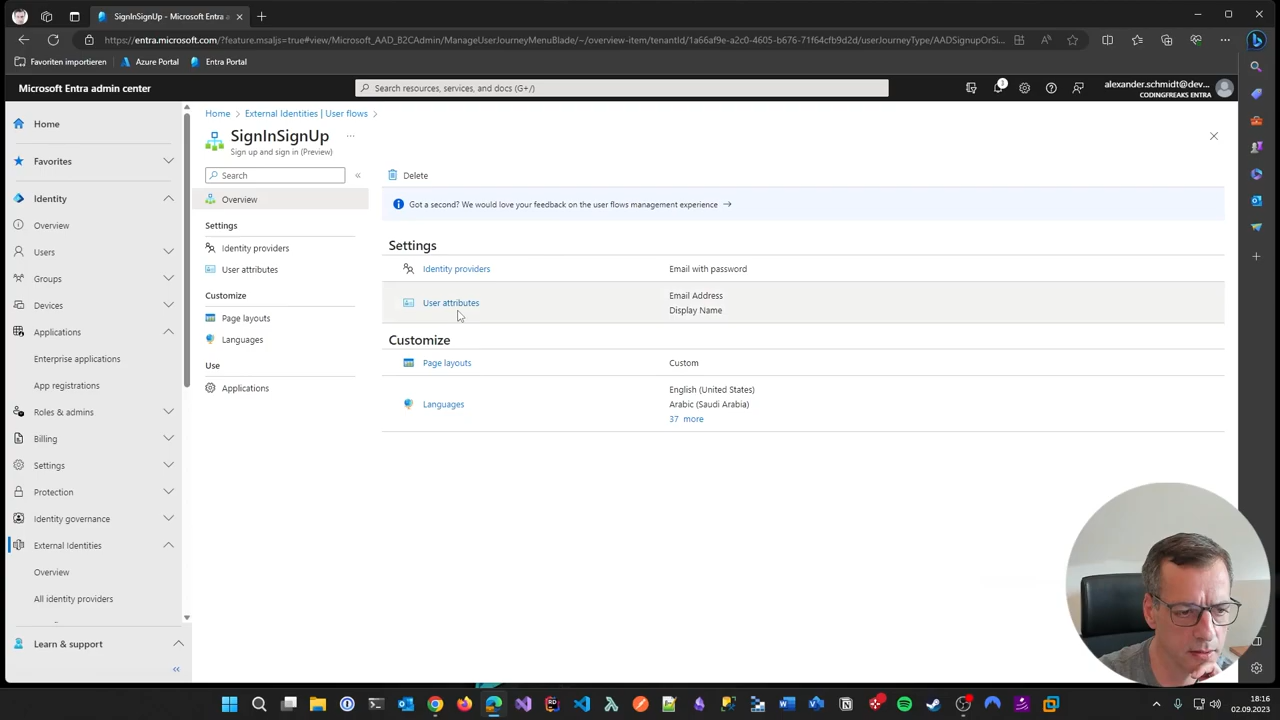 SignInSignUp - Microsoft Entra a
https://entra.microsoft.com/?feature.msaljs=true#view/Microsoft_AAD_B2CAdmin/ManageUserJourneyMenuBlade/~/overview-item/tenantId/1a66af9e-a2c0-4605-b676-71f64cfb9d2d/userJourneyType/AADSignupOrSi...
Favoriten importieren
Azure Portal
Entra Portal
Microsoft Entra admin center
Search resources, services, and docs (G+/)
alexander.schmidt@dev...
CODINGFREAKS ENTRA
Home
Favorites
Identity
Overview
Users
Groups
Devices
Applications
Enterprise applications
App registrations
Roles & admins
Billing
Settings
Protection
Identity governance
External Identities
Overview
All identity providers
Learn & support
Home > External Identities | User flows >
SignInSignUp
Sign up and sign in (Preview)
Search
Overview
Settings
Identity providers
User attributes
Customize
Page layouts
Languages
Use
Applications
Delete
Got a second? We would love your feedback on the user flows management experience →
Settings
Identity providers
Email with password
User attributes
Email Address
Display Name
Customize
Page layouts
Custom
Languages
English (United States)
Arabic (Saudi Arabia)
37 more
18:16
02.09.2023